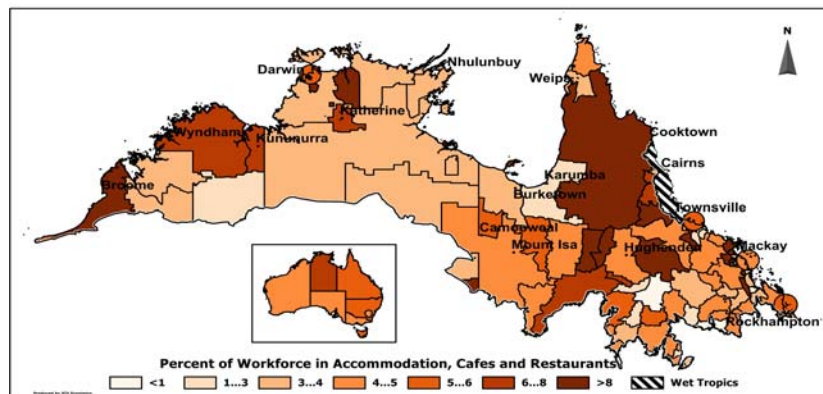 N
Darwin
Nhulunbuy
Weipa
Katherine
Wyndham
Kununurra
Cooktown
Cairns
Broome
Karumba
Burketown
Townsville
Camooweal
Mount Isa
Hughenden
Mackay
Rockhampton
Percent of Workforce in Accommodation, Cafes and Restaurants
<1 1...3 3...4 4...5 5...6 6...8 >8 Wet Tropics